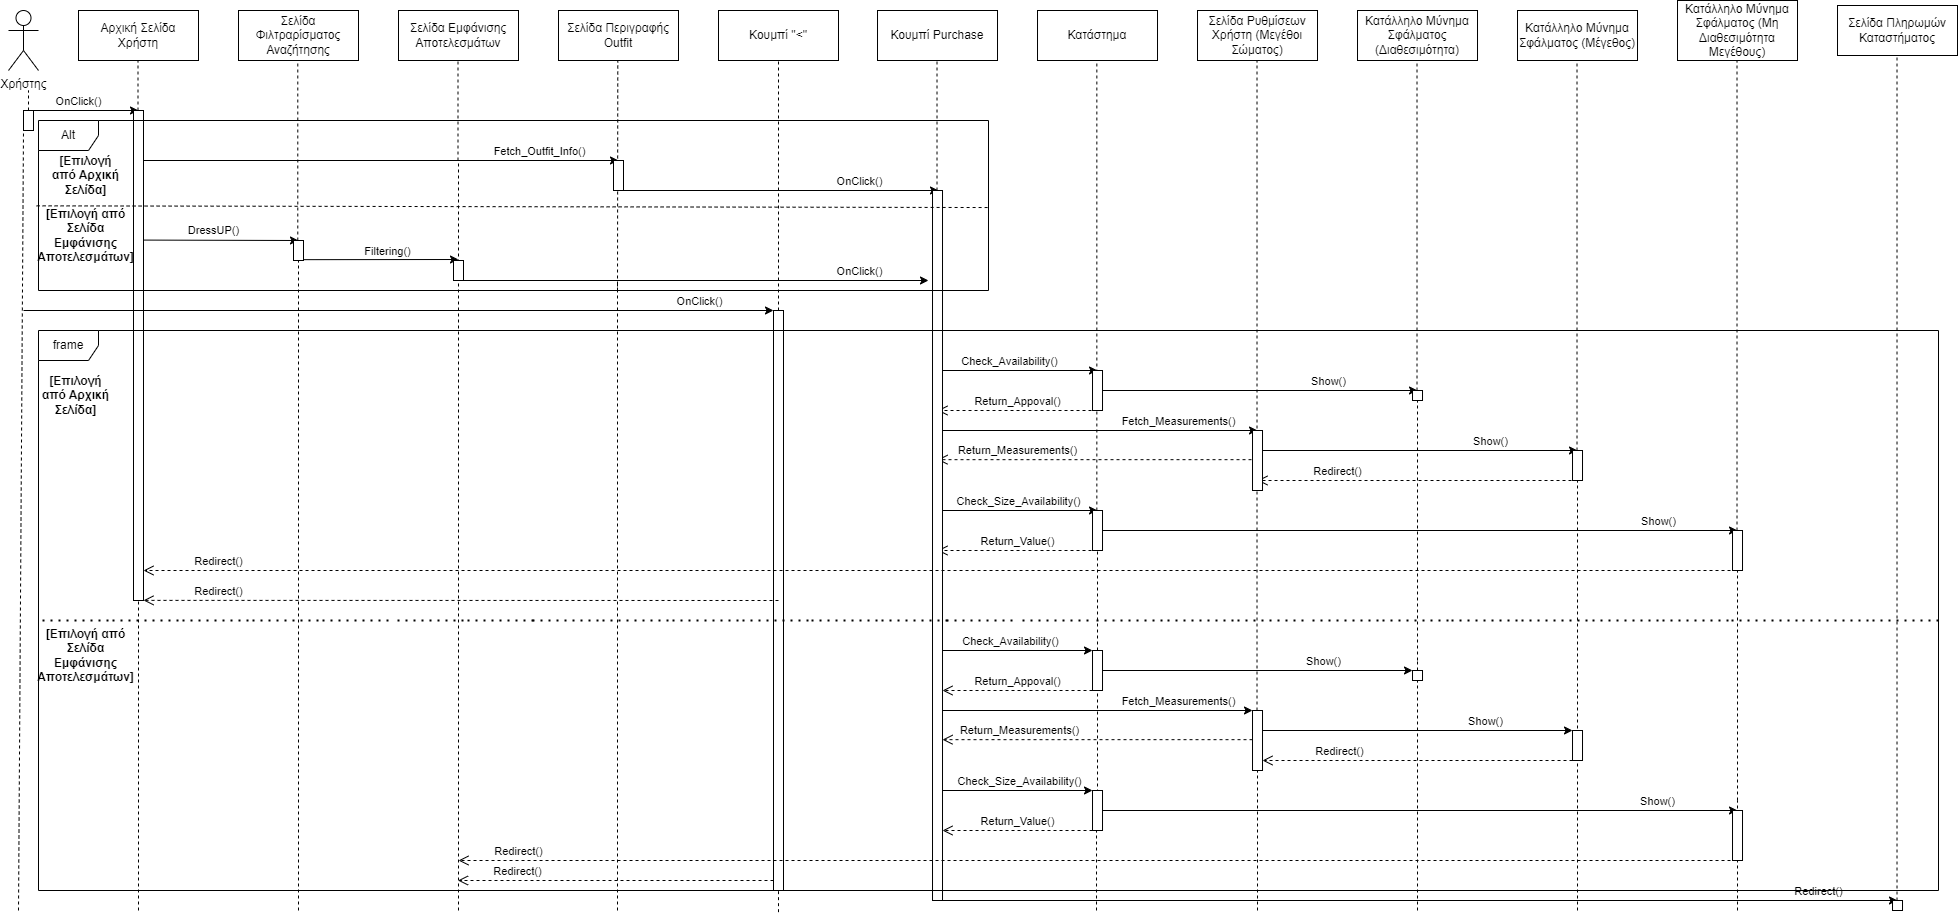 Χρήστης
Αρχική Σελίδα
Χρήστη
Σελίδα
Φιλτραρίσματος
Αναζήτησης
Σελίδα Εμφάνισης
Αποτελεσμάτων
Σελίδα Περιγραφής
Outfit
Κουμπί "<"
Κουμπί Purchase
Κατάστημα
Σελίδα Ρυθμίσεων
Χρήστη (Μεγέθοι
Σώματος)
Κατάλληλο Μύνημα
Σφάλματος
(Διαθεσιμότητα)
Κατάλληλο Μύνημα
Σφάλματος (Μέγεθος)
Κατάλληλο Μύνημα
Σφάλματος (Μη
Διαθεσιμότητα
Μεγέθους)
Σελίδα Πληρωμών
Καταστήματος
OnClick()
Alt
[Επιλογή
από Αρχική
Σελίδα]
Fetch_Outfit_Info()
OnClick()
[Επιλογή από
Σελίδα
Εμφάνισης
Αποτελεσμάτων]
DressUP()
Filtering()
OnClick()
OnClick()
frame
[Επιλογή
από Αρχική
Σελίδα]
Check_Availability()
Show()
Return_Appoval()
Fetch_Measurements()
Show()
Return_Measurements()
Redirect()
Check_Size_Availability()
Show()
Return_Value()
Redirect()
Redirect()
[Επιλογή από
Σελίδα
Εμφάνισης
Αποτελεσμάτων]
Check_Availability()
Show()
Return_Appoval()
Fetch_Measurements()
Show()
Return_Measurements()
Redirect()
Check_Size_Availability()
Show()
Return_Value()
Redirect()
Redirect()
Redirect()